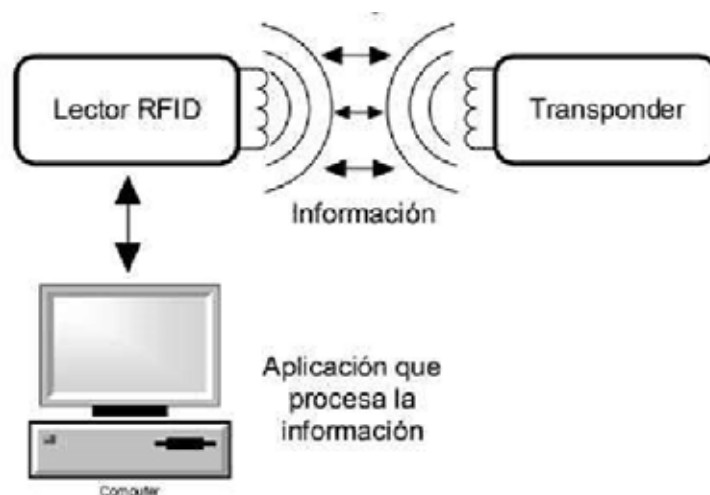 Lector RFID
Transponder
Información
Aplicación que
procesa la
información
Computer